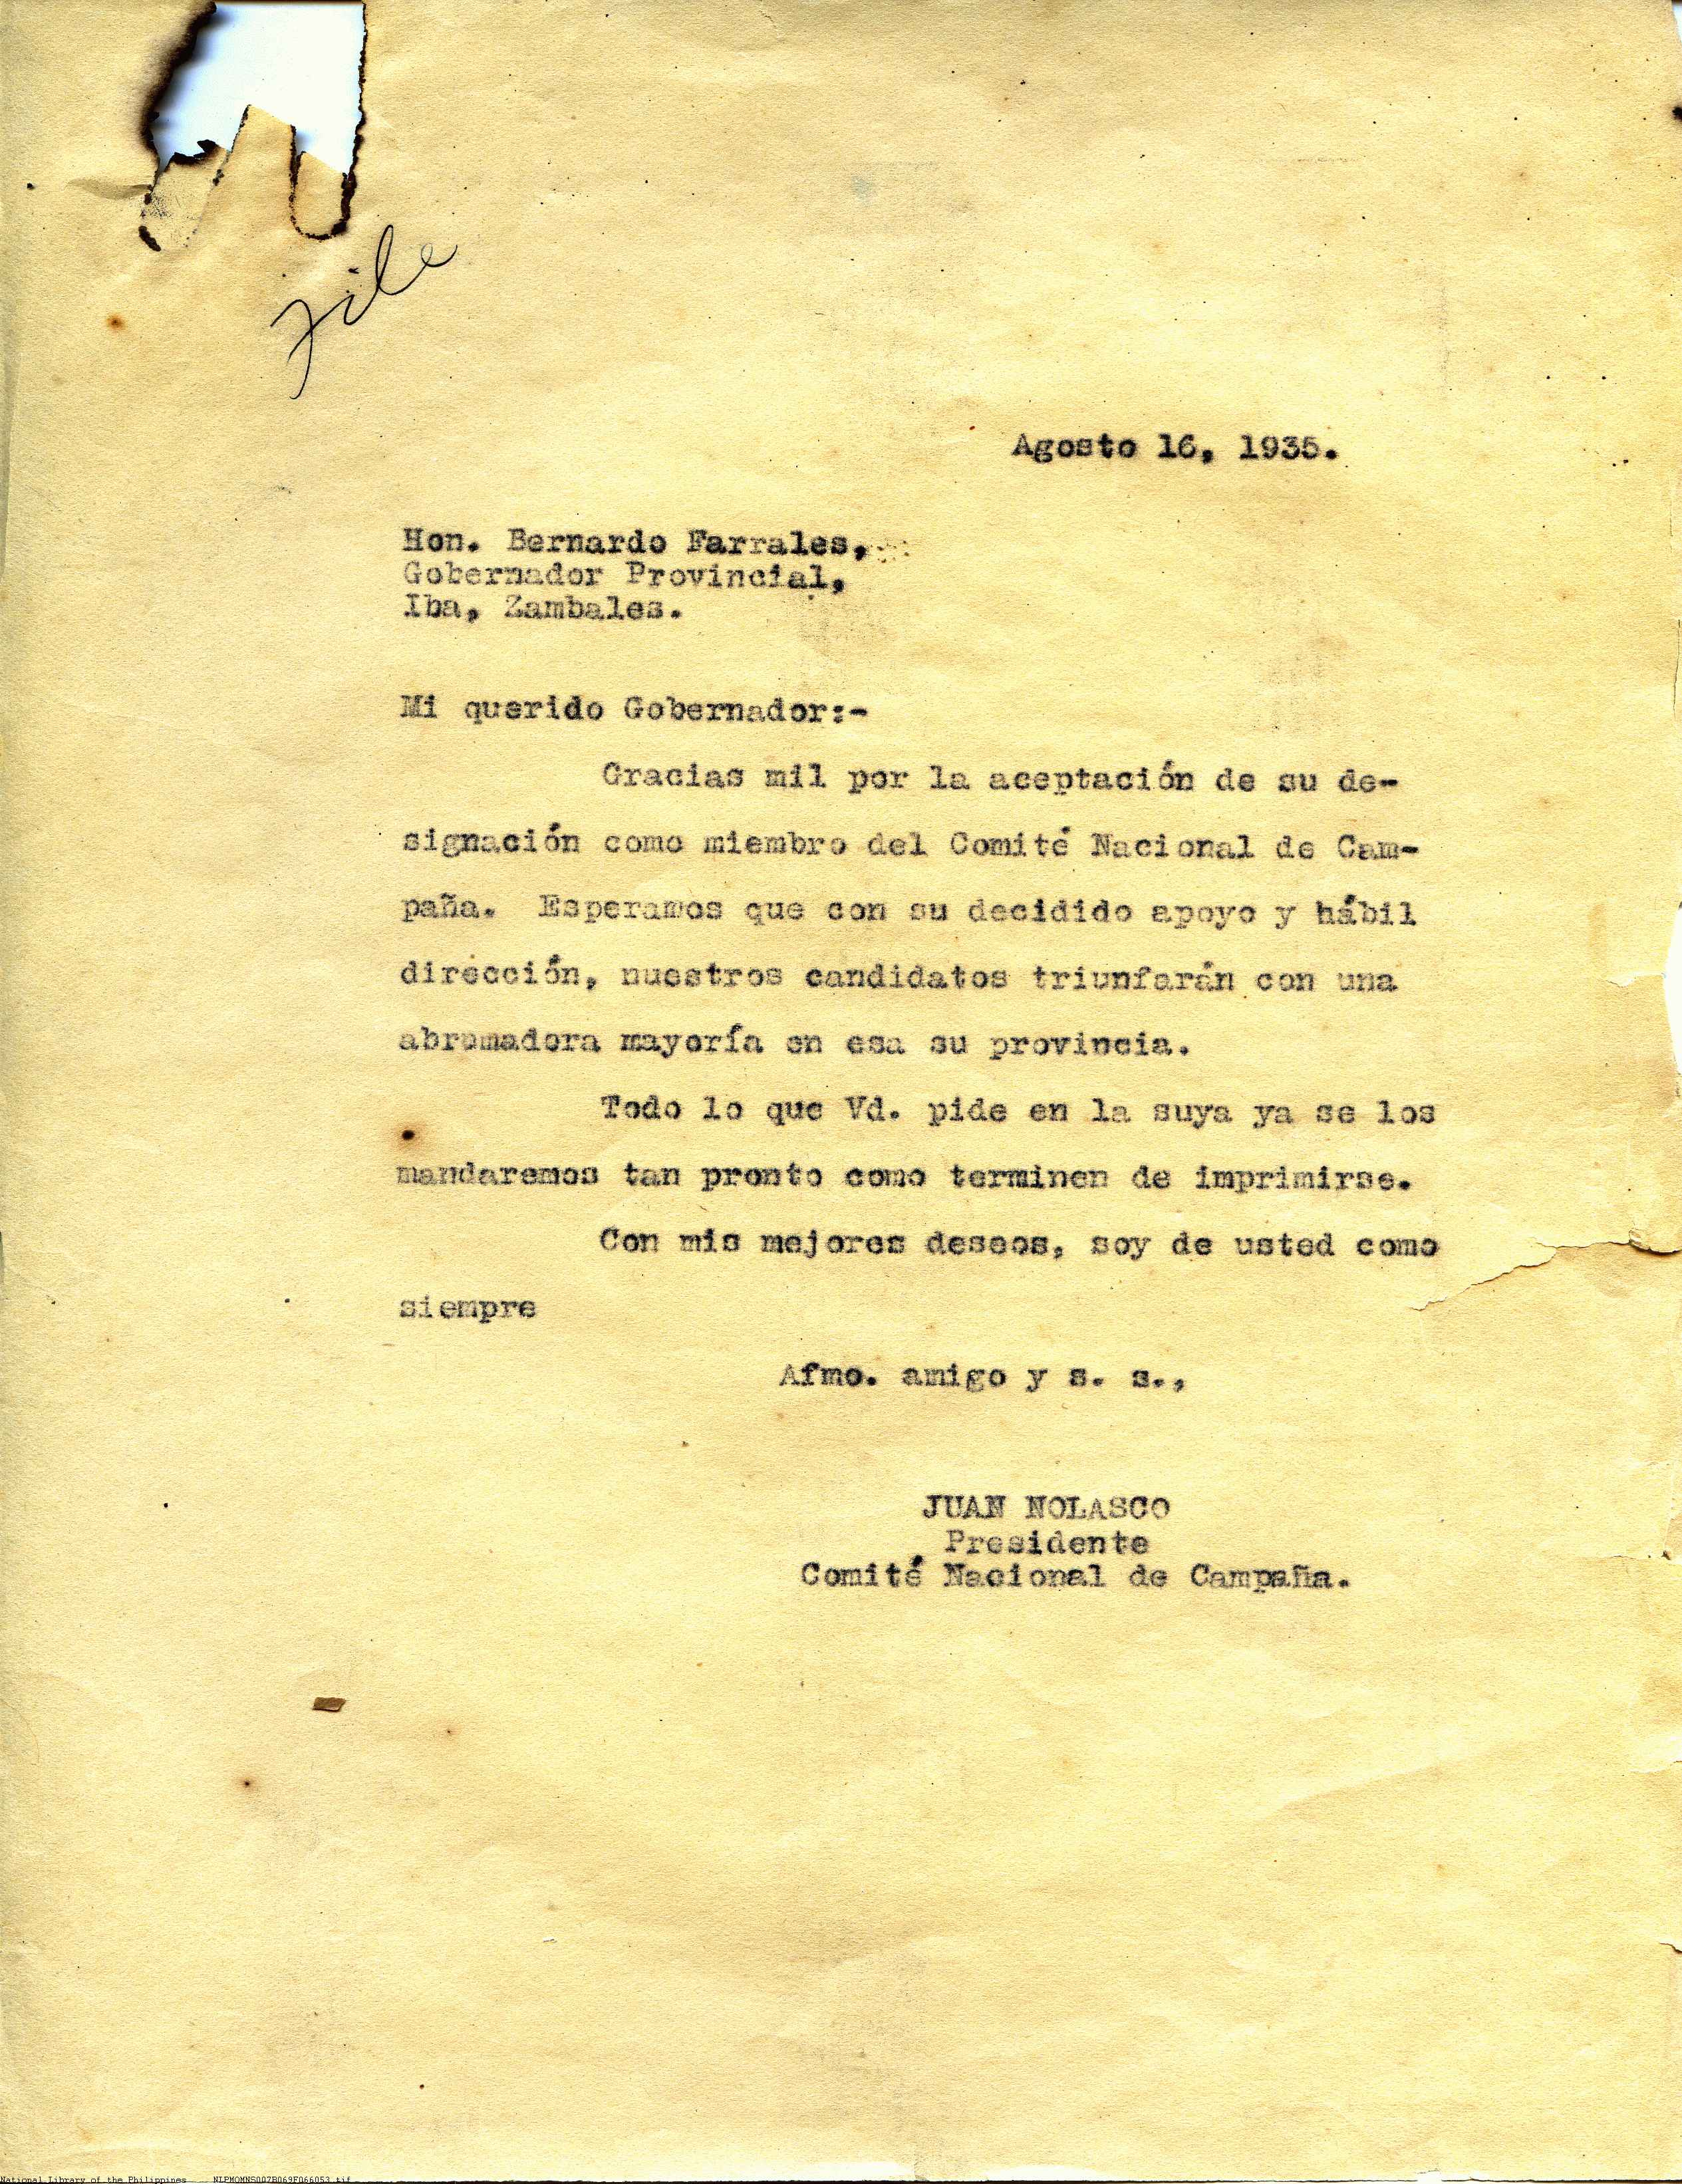 file
Agosto 16, 1935.
Hon. Bernardo Farrales,
Gobernador Provincial,
Iba, Zambales.
Mi querido Gobernador:-
Gracias mil por la aceptación de su de-
signación como miembro del Comité Nacional de Cam-
paña. Esperamos que con su decidido apoyo y hábil
dirección, nuestros candidatos triunfarán con una
abrumadora mayoría en esa su provincia.
Todo lo que Vd. pide en la suya ya se los
mandaremos tan pronto como terminen de imprimirse.
Con mis mejores deseos, soy de usted como
siempre
Afmo. amigo y s. s.,
JUAN NOLASCO
Presidente
Comité Nacional de Campaña.
National Library of the Philippines NLPMOMNS007B069F066053.tif